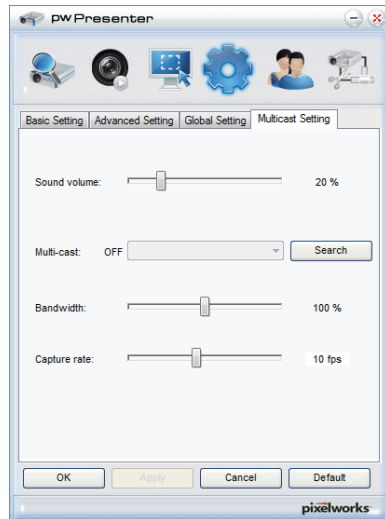 pwPresenter
Basic Setting Advanced Setting Global Setting Multicast Setting
Sound volume: 20 %
Multi-cast: OFF Search
Bandwidth: 100 %
Capture rate: 10 fps
OK Apply Cancel Default
pixelworks